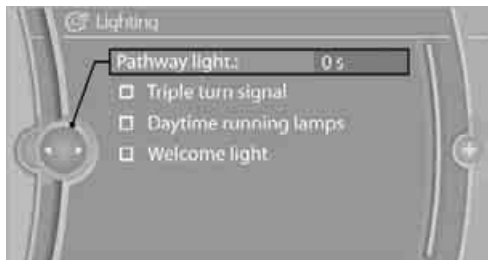 Lighting
Pathway light.: 0 s
Triple turn signal
Daytime running lamps
Welcome light